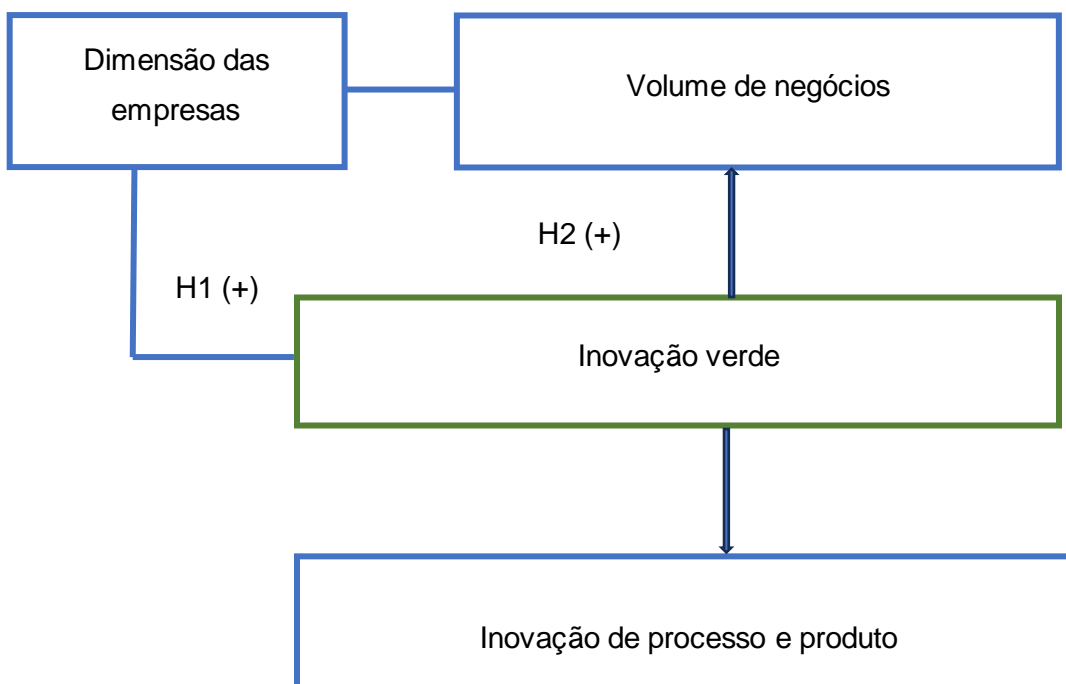 Dimensão das
empresas
Volume de negócios
H2 (+)
H1 (+)
Inovação verde
Inovação de processo e produto